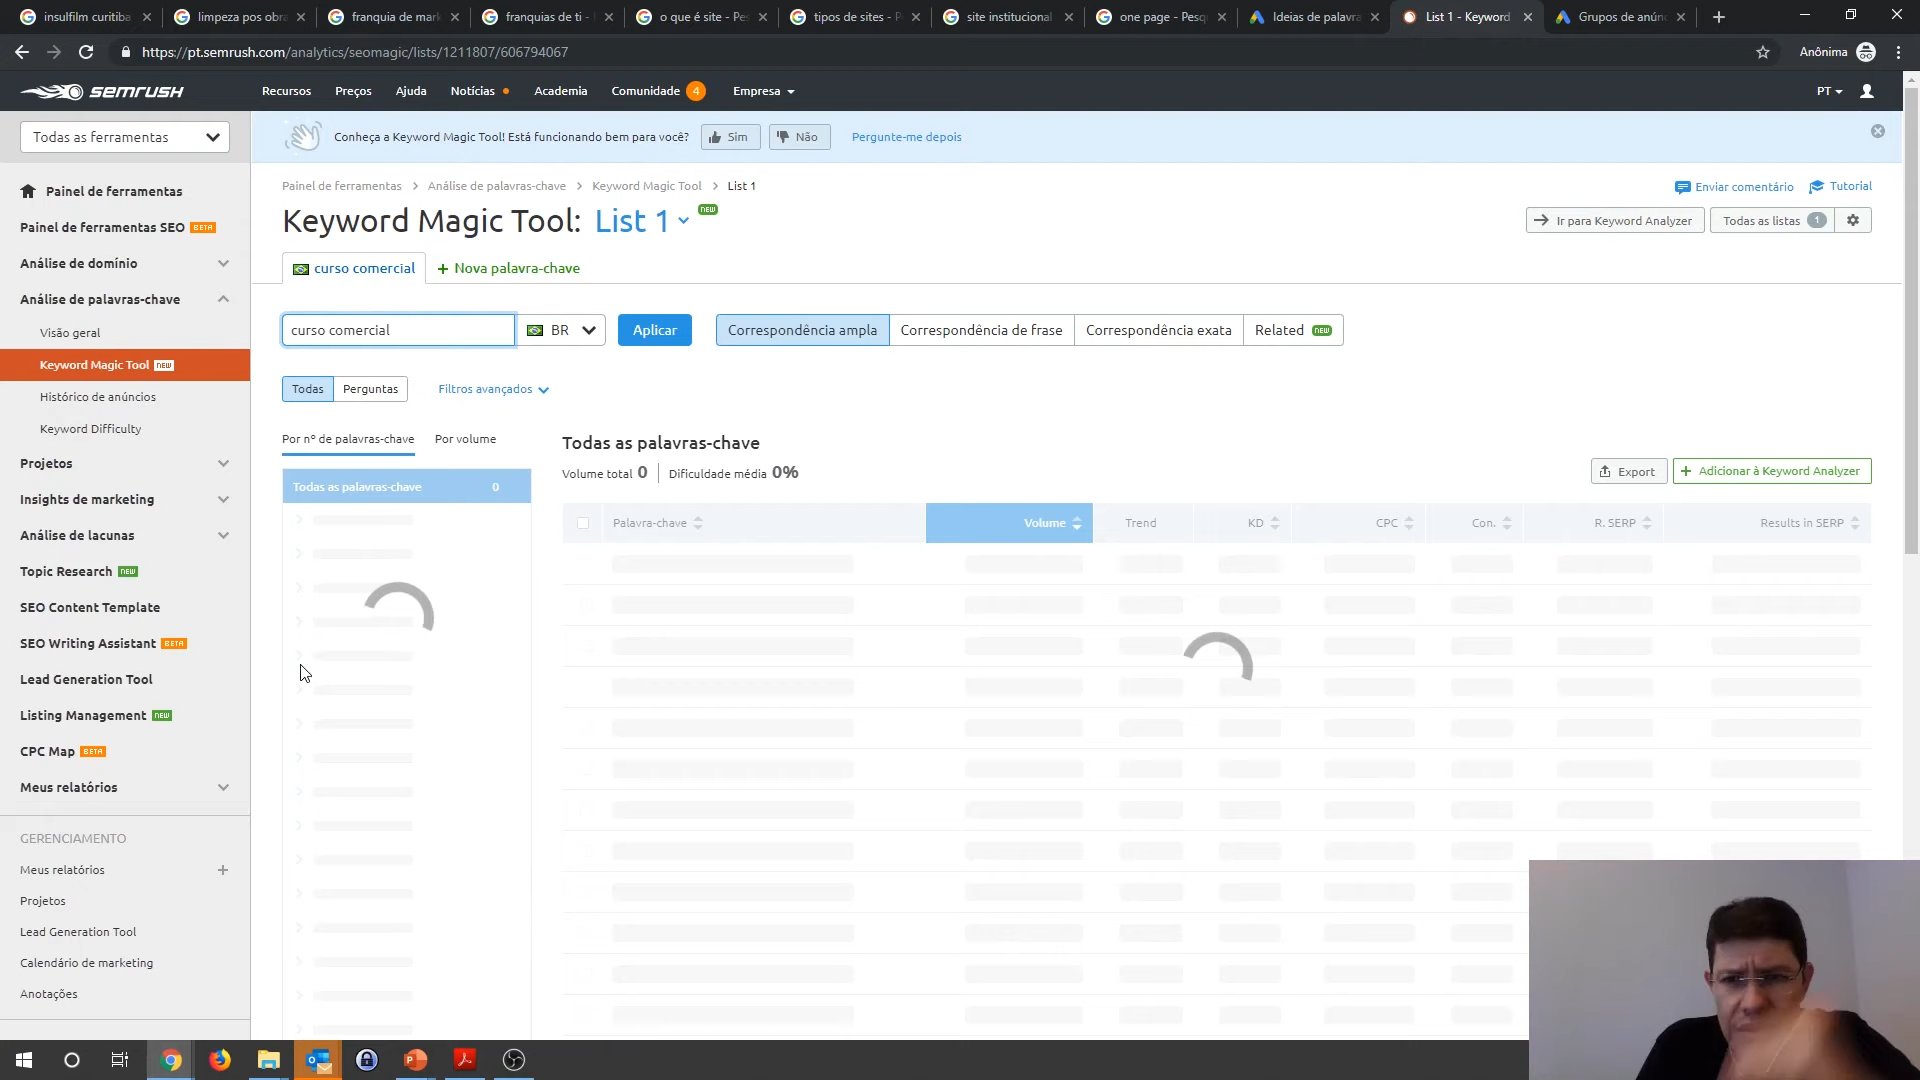 insulfilm curitiba
limpeza pos obra
franquia de mark
franquias de ti -
o que é site - Pes
tipos de sites - P
site institucional
one page - Pesq
Ideias de palavra
List 1 - Keyword
Grupos de anún
https://pt.semrush.com/analytics/seomagic/lists/1211807/606794067
Anônima
SEMRUSH
Recursos
Preços
Ajuda
Notícias
Academia
Comunidade 4
Empresa
PT
Todas as ferramentas
Conheça a Keyword Magic Tool! Está funcionando bem para você?
Sim
Não
Pergunte-me depois
Painel de ferramentas
Painel de ferramentas SEO BETA
Análise de domínio
Análise de palavras-chave
Visão geral
Keyword Magic Tool NEW
Histórico de anúncios
Keyword Difficulty
Projetos
Insights de marketing
Análise de lacunas
Topic Research NEW
SEO Content Template
SEO Writing Assistant BETA
Lead Generation Tool
Listing Management NEW
CPC Map BETA
Meus relatórios
GERENCIAMENTO
Meus relatórios
Projetos
Lead Generation Tool
Calendário de marketing
Anotações
Painel de ferramentas > Análise de palavras-chave > Keyword Magic Tool > List 1
Enviar comentário
Tutorial
Keyword Magic Tool: List 1 NEW
Ir para Keyword Analyzer
Todas as listas 1
curso comercial
+ Nova palavra-chave
curso comercial
BR
Aplicar
Correspondência ampla
Correspondência de frase
Correspondência exata
Related NEW
Todas
Perguntas
Filtros avançados
Por nº de palavras-chave
Por volume
Todas as palavras-chave 0
Todas as palavras-chave
Volume total 0 | Dificuldade média 0%
Export
+ Adicionar à Keyword Analyzer
Palavra-chave
Volume
Trend
KD
CPC
Con.
R. SERP
Results in SERP